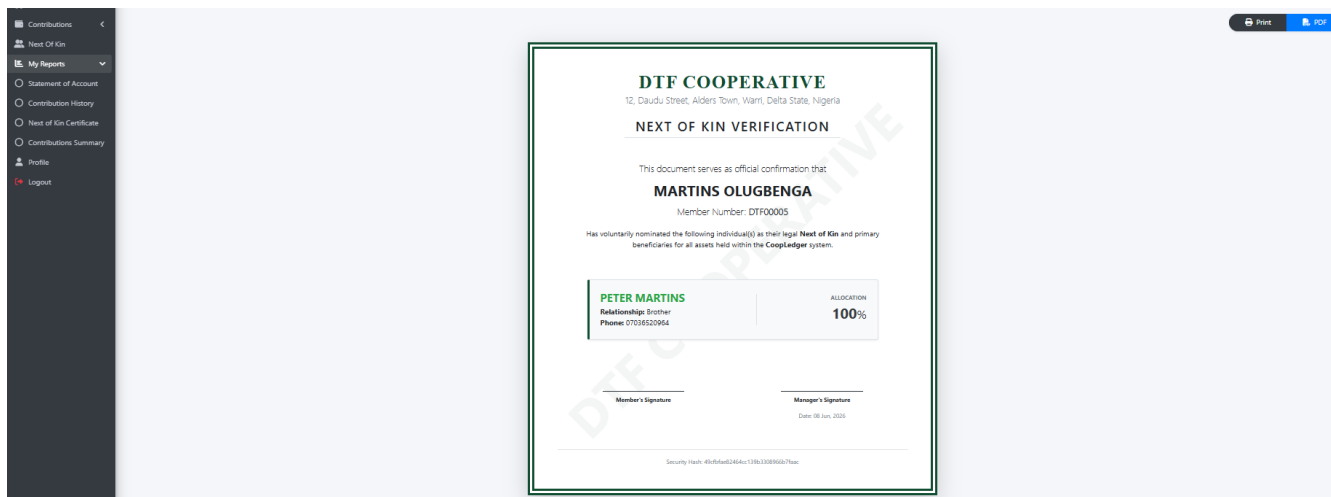 Contributions
Next Of Kin
My Reports
Statement of Account
Contribution History
Next of Kin Certificate
Contributions Summary
Profile
Logout
Print
PDF
DTF COOPERATIVE
12, Daudu Street, Alders Town, Warri, Delta State, Nigeria
NEXT OF KIN VERIFICATION
This document serves as official confirmation that
MARTINS OLUGBENGA
Member Number: DTF00005
Has voluntarily nominated the following individual(s) as their legal Next of Kin and primary
beneficiaries for all assets held within the CoopLedger system.
PETER MARTINS
Relationship: Brother
Phone: 07036520964
ALLOCATION
100%
Member's Signature
Manager's Signature
Date: 08 Jun, 2026
Security Hash:
DTF COOPERATIVE